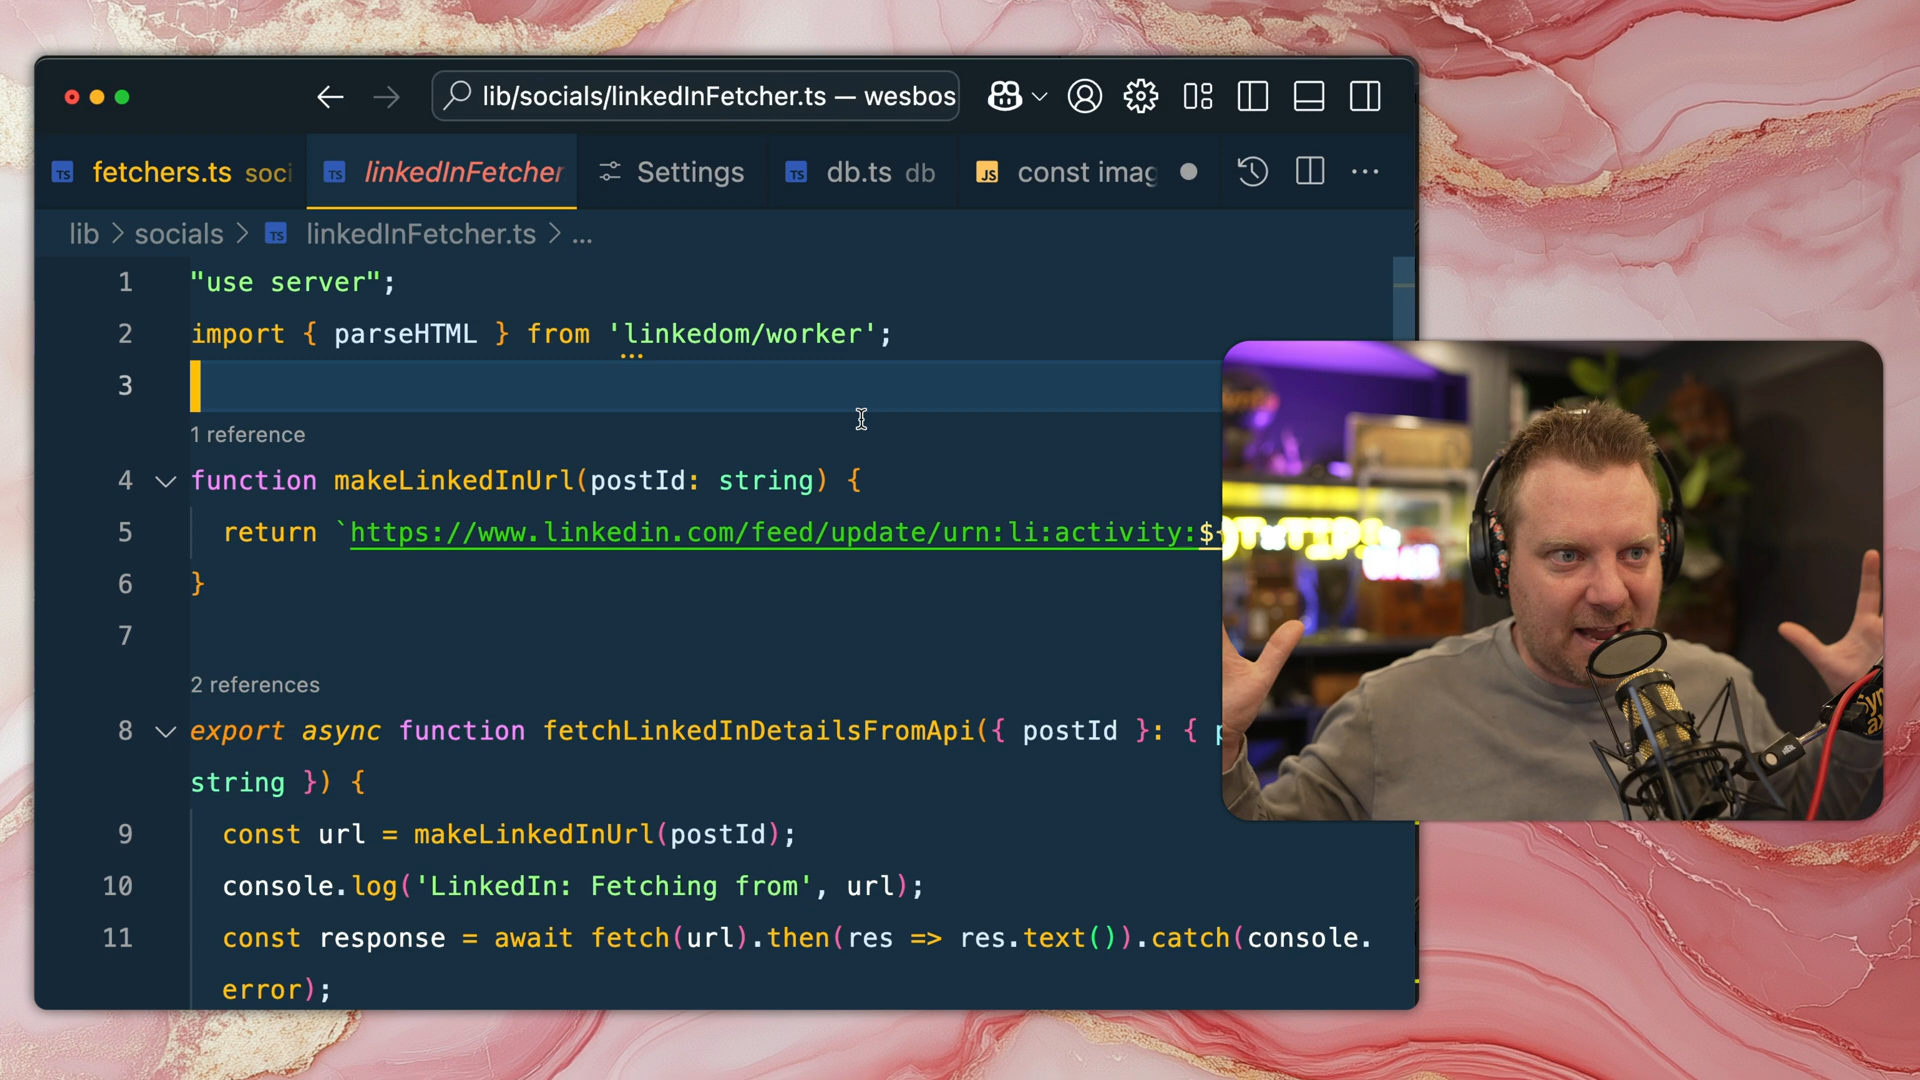 lib/socials/linkedInFetcher.ts — wesbos
fetchers.ts soci
linkedInFetcher
Settings
db.ts db
const imag
lib > socials > TS linkedInFetcher.ts > ...
1 "use server";
2 import { parseHTML } from 'linkedom/worker';
3
1 reference
4 function makeLinkedInUrl(postId: string) {
5 return `https://www.linkedin.com/feed/update/urn:li:activity:$
6 }
7
2 references
8 export async function fetchLinkedInDetailsFromApi({ postId }: { p
string }) {
9 const url = makeLinkedInUrl(postId);
10 console.log('LinkedIn: Fetching from', url);
11 const response = await fetch(url).then(res => res.text()).catch(console.
error);